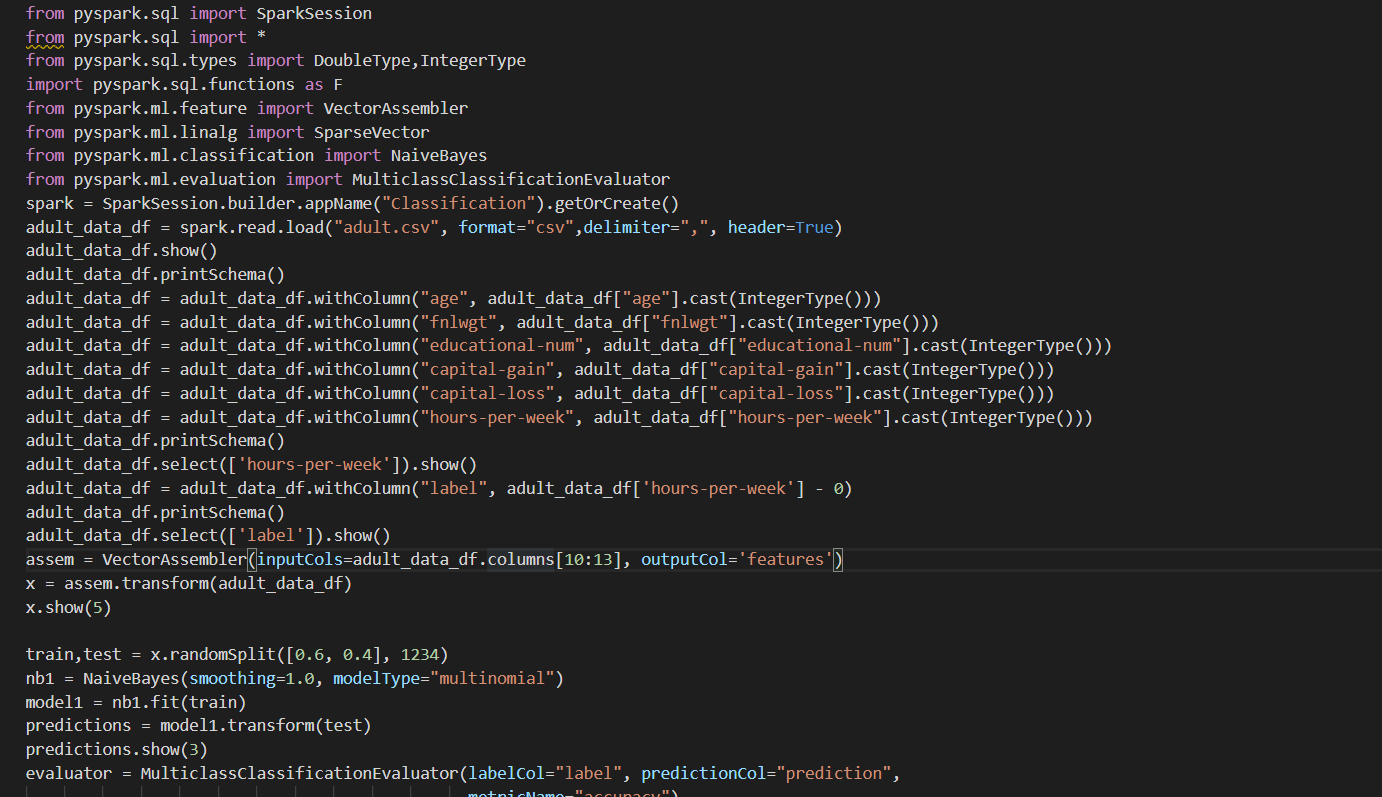 from pyspark.sql import SparkSession
from pyspark.sql import *
from pyspark.sql.types import DoubleType,IntegerType
import pyspark.sql.functions as F
from pyspark.ml.feature import VectorAssembler
from pyspark.ml.linalg import SparseVector
from pyspark.ml.classification import NaiveBayes
from pyspark.ml.evaluation import MulticlassClassificationEvaluator
spark = SparkSession.builder.appName("Classification").getOrCreate()
adult_data_df = spark.read.load("adult.csv", format="csv",delimiter=",", header=True)
adult_data_df.show()
adult_data_df.printSchema()
adult_data_df = adult_data_df.withColumn("age", adult_data_df["age"].cast(IntegerType()))
adult_data_df = adult_data_df.withColumn("fnlwgt", adult_data_df["fnlwgt"].cast(IntegerType()))
adult_data_df = adult_data_df.withColumn("educational-num", adult_data_df["educational-num"].cast(IntegerType()))
adult_data_df = adult_data_df.withColumn("capital-gain", adult_data_df["capital-gain"].cast(IntegerType()))
adult_data_df = adult_data_df.withColumn("capital-loss", adult_data_df["capital-loss"].cast(IntegerType()))
adult_data_df = adult_data_df.withColumn("hours-per-week", adult_data_df["hours-per-week"].cast(IntegerType()))
adult_data_df.printSchema()
adult_data_df.select(['hours-per-week']).show()
adult_data_df = adult_data_df.withColumn("label", adult_data_df['hours-per-week'] - 0)
adult_data_df.printSchema()
adult_data_df.select(['label']).show()
assem = VectorAssembler(inputCols=adult_data_df.columns[10:13], outputCol='features')
x = assem.transform(adult_data_df)
x.show(5)
train,test = x.randomSplit([0.6, 0.4], 1234)
nb1 = NaiveBayes(smoothing=1.0, modelType="multinomial")
model1 = nb1.fit(train)
predictions = model1.transform(test)
predictions.show(3)
evaluator = MulticlassClassificationEvaluator(labelCol="label", predictionCol="prediction",
metricName="accuracy")